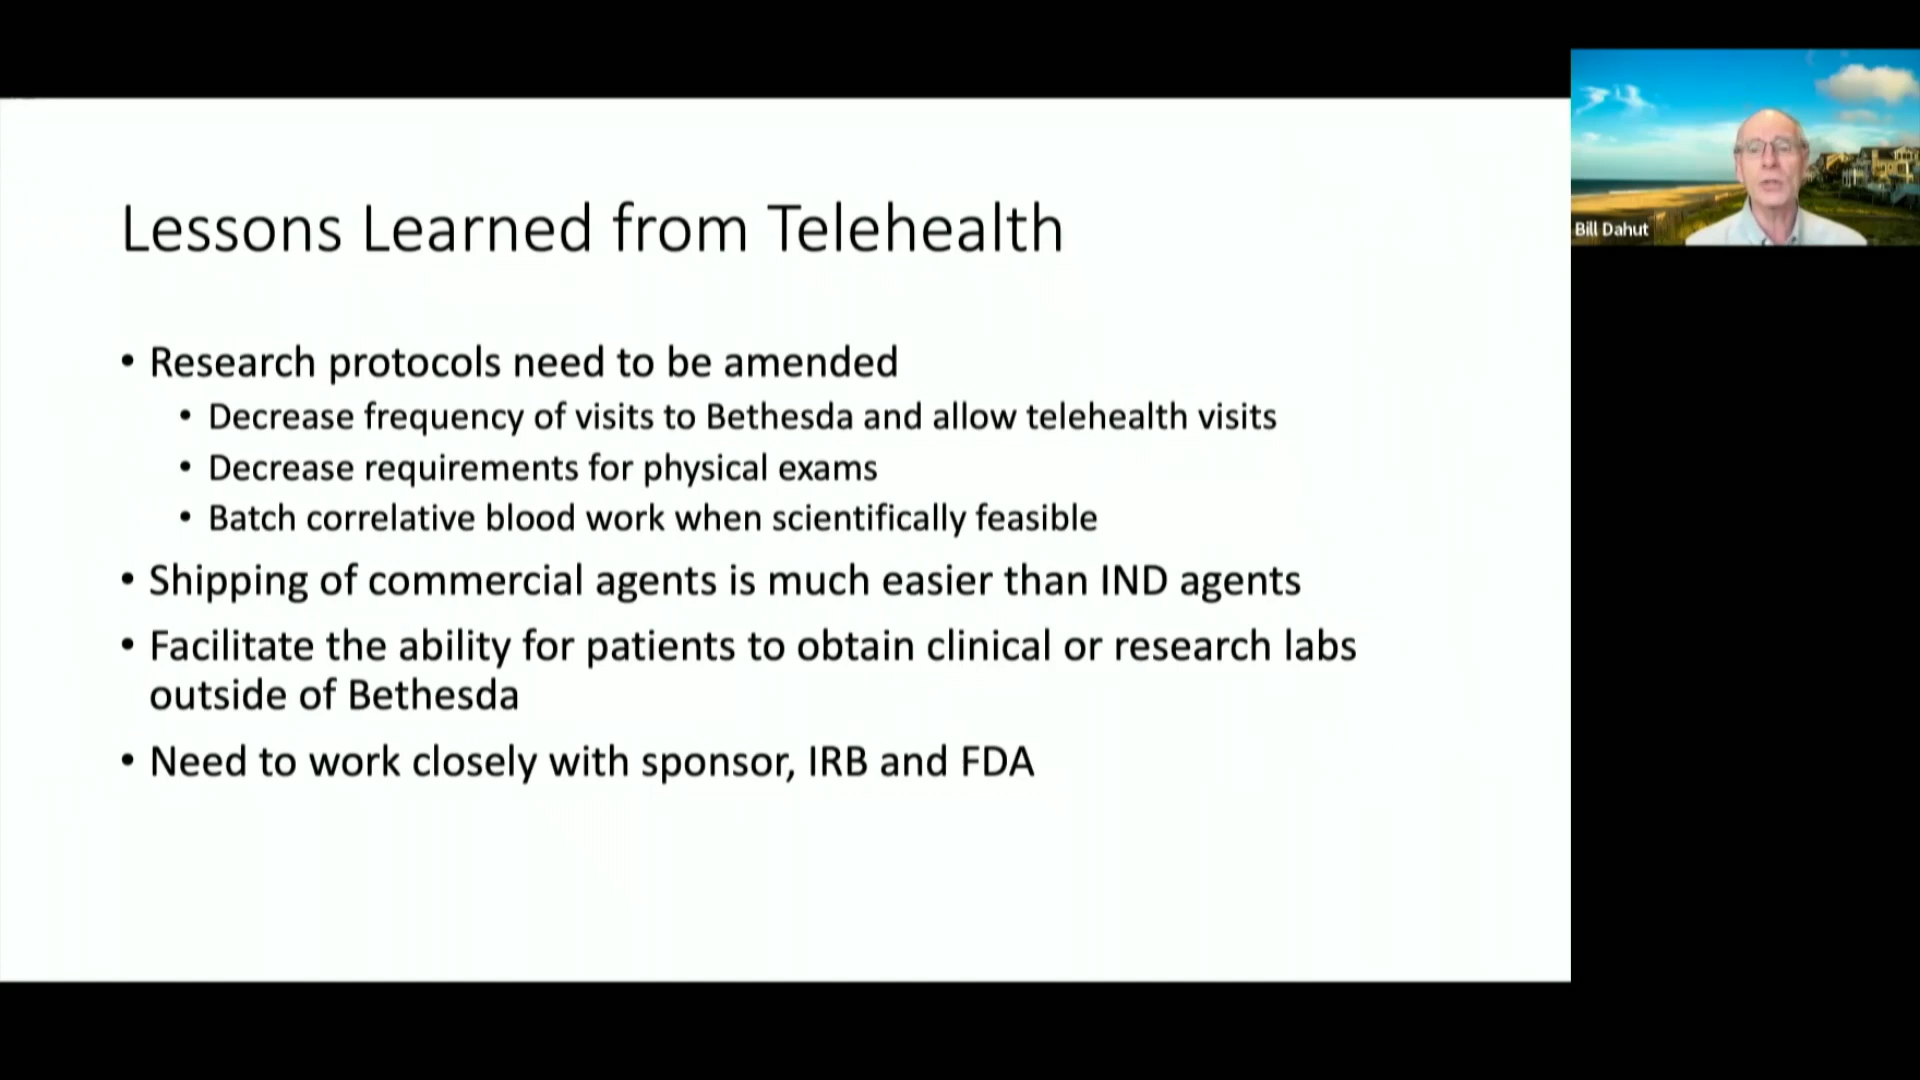 Lessons Learned from Telehealth
• Research protocols need to be amended
• Decrease frequency of visits to Bethesda and allow telehealth visits
• Decrease requirements for physical exams
• Batch correlative blood work when scientifically feasible
• Shipping of commercial agents is much easier than IND agents
• Facilitate the ability for patients to obtain clinical or research labs
outside of Bethesda
• Need to work closely with sponsor, IRB and FDA
Bill Dahut